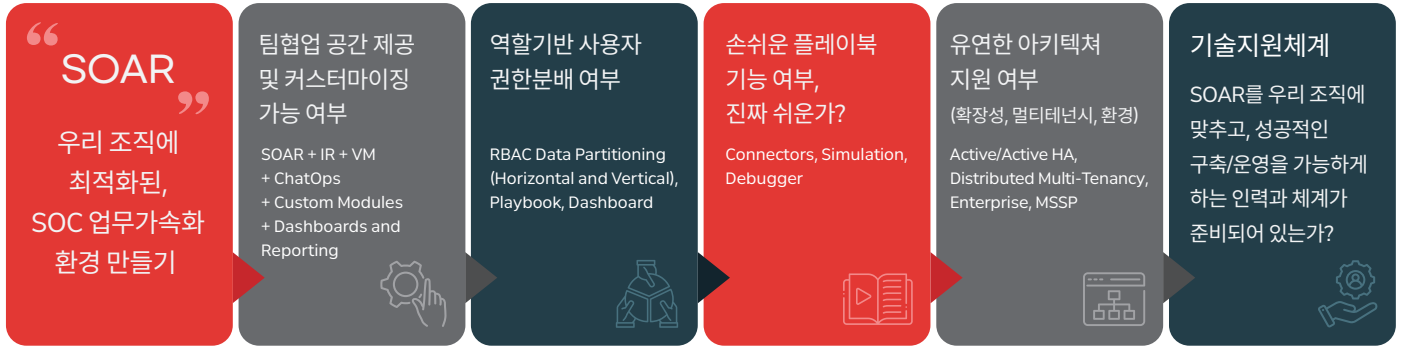 “
SOAR
”
우리 조직에
최적화된,
SOC 업무가속화
환경 만들기
팀협업 공간 제공
및 커스터마이징
가능 여부
SOAR + IR + VM
+ ChatOps
+ Custom Modules
+ Dashboards and
Reporting
역할기반 사용자
권한분배 여부
RBAC Data Partitioning
(Horizontal and Vertical),
Playbook, Dashboard
손쉬운 플레이북
기능 여부,
진짜 쉬운가?
Connectors, Simulation,
Debugger
유연한 아키텍쳐
지원 여부
(확장성, 멀티테넌시, 환경)
Active/Active HA,
Distributed Multi-Tenancy,
Enterprise, MSSP
기술지원체계
SOAR를 우리 조직에
맞추고, 성공적인
구축/운영을 가능하게
하는 인력과 체계가
준비되어 있는가?